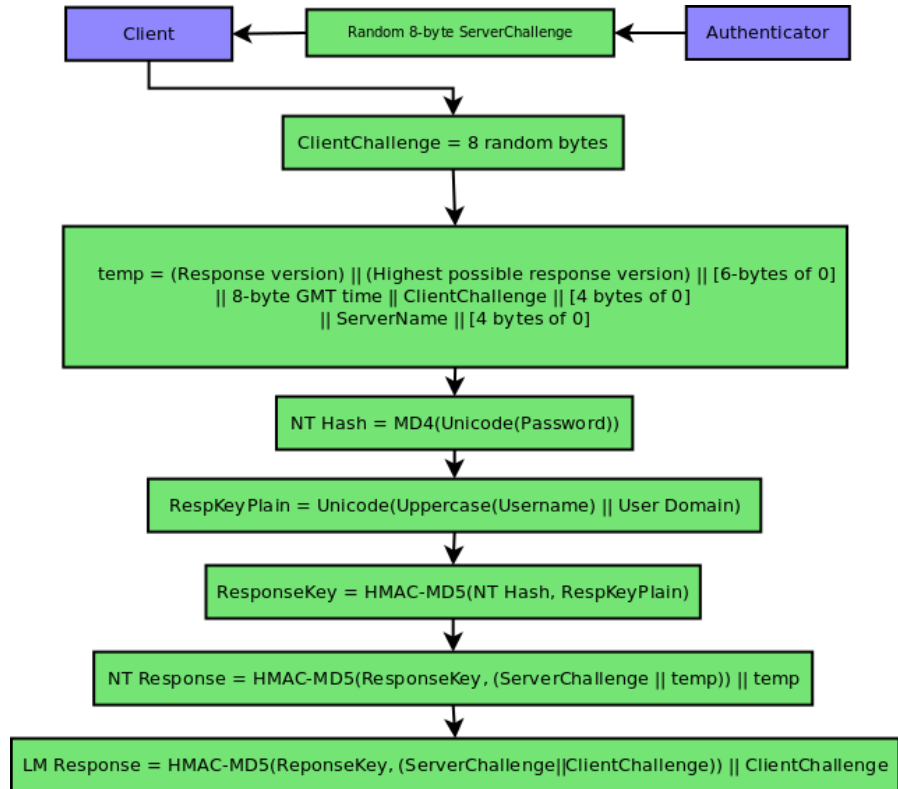 Client
Random 8-byte ServerChallenge
Authenticator
ClientChallenge = 8 random bytes
temp = (Response version) || (Highest possible response version) || [6-bytes of 0]
|| 8-byte GMT time || ClientChallenge || [4 bytes of 0]
|| ServerName || [4 bytes of 0]
NT Hash = MD4(Unicode(Password))
RespKeyPlain = Unicode(Uppercase(Username) || User Domain)
ResponseKey = HMAC-MD5(NT Hash, RespKeyPlain)
NT Response = HMAC-MD5(ResponseKey, (ServerChallenge || temp)) || temp
LM Response = HMAC-MD5(ReponseKey, (ServerChallenge||ClientChallenge)) || ClientChallenge